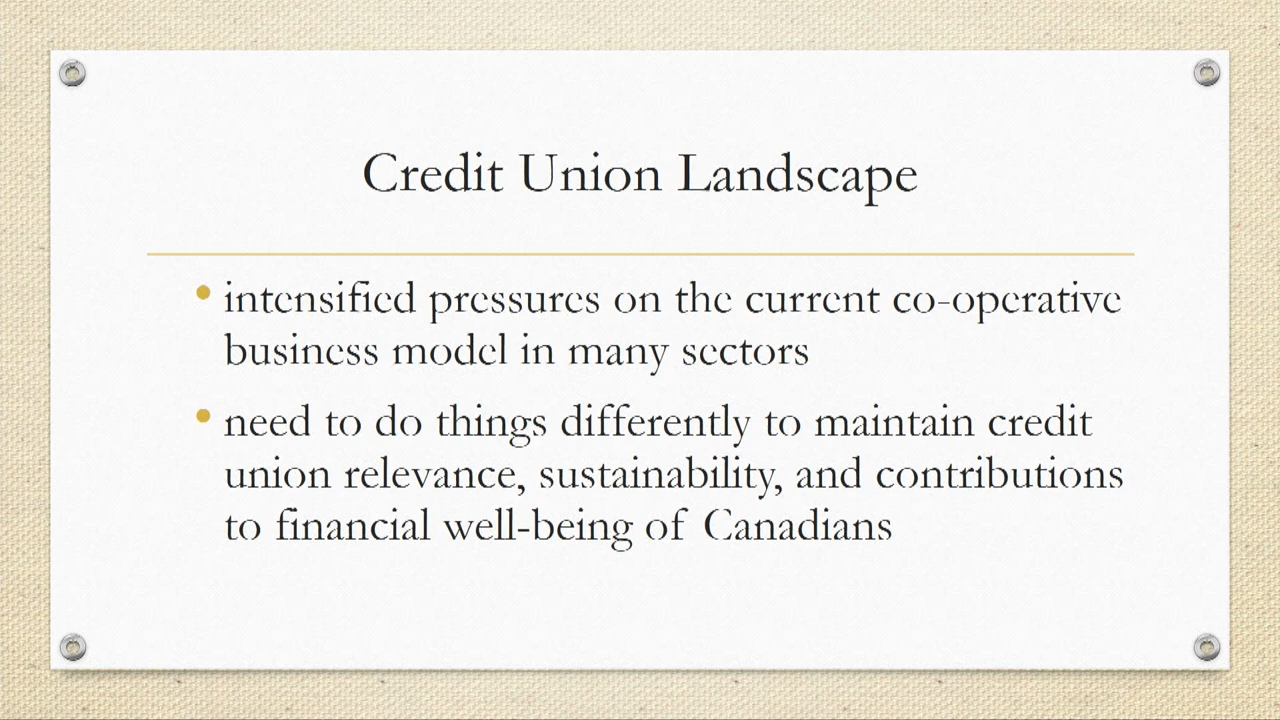 Credit Union Landscape
• intensified pressures on the current co-operative
business model in many sectors
• need to do things differently to maintain credit
union relevance, sustainability, and contributions
to financial well-being of Canadians